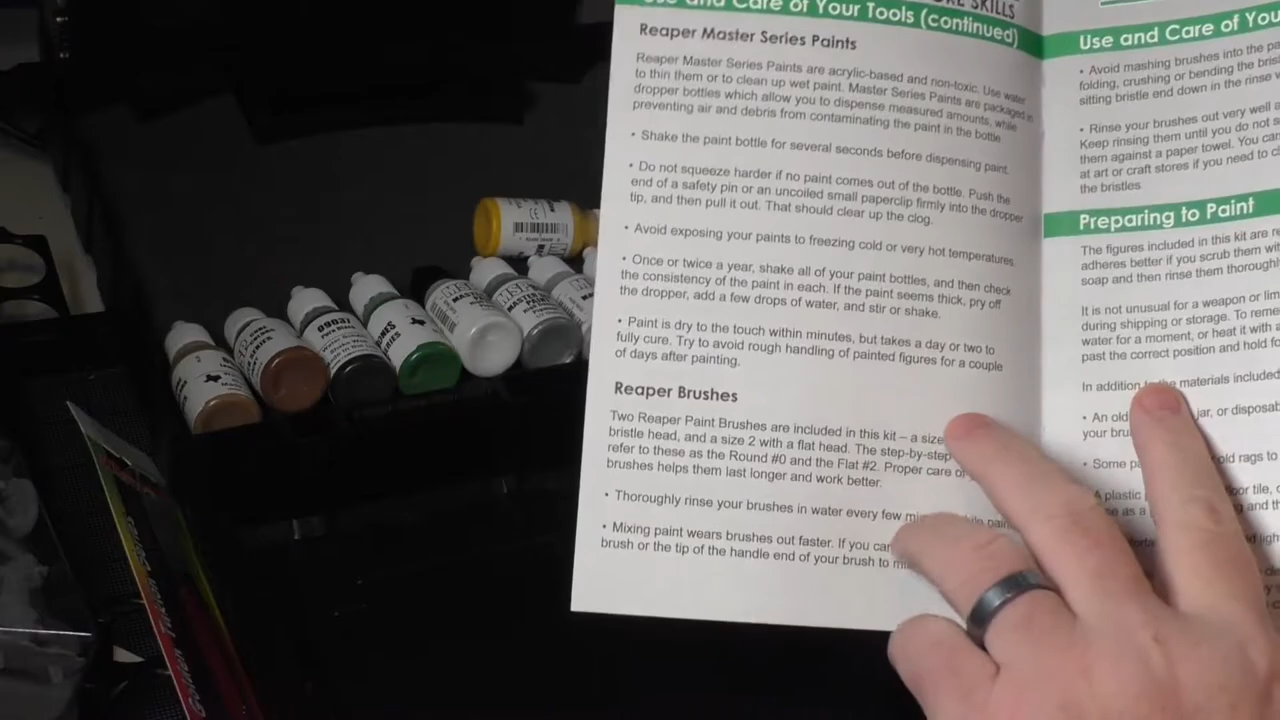 Use and Care of Your Tools (continued)
Reaper Master Series Paints
Reaper Master Series Paints are acrylic-based and non-toxic. Use water
to thin them or to clean up wet paint. Master Series Paints are packaged in
dropper bottles which allow you to dispense measured amounts, while
preventing air and debris from contaminating the paint in the bottle.
• Shake the paint bottle for several seconds before dispensing paint.
• Do not squeeze harder if no paint comes out of the bottle. Push the
end of a safety pin or an uncoiled small paperclip firmly into the dropper
tip, and then pull it out. That should clear up the clog.
• Avoid exposing your paints to freezing cold or very hot temperatures.
• Once or twice a year, shake all of your paint bottles, and then check
the consistency of the paint in each. If the paint seems thick, pry off
the dropper, add a few drops of water, and stir or shake.
• Paint is dry to the touch within minutes, but takes a day or two to
fully cure. Try to avoid rough handling of painted figures for a couple
of days after painting.
Reaper Brushes
Two Reaper Paint Brushes are included in this kit – a size
bristle head, and a size 2 with a flat head. The step-by-step
refer to these as the Round #0 and the Flat #2. Proper care
brushes helps them last longer and work better.
• Thoroughly rinse your brushes in water every few
• Mixing paint wears brushes out faster. If you can
brush or the tip of the handle end of your brush to
SKILLS
Use and Care of You
• Avoid mashing brushes into the
folding, crushing or bending the
sitting bristle end down in the rinse
• Rinse your brushes out very well
Keep rinsing them until you do not
them against a paper towel. You can
at art or craft stores if you need to
the bristles.
Preparing to Paint
The figures included in this kit are
adheres better if you scrub them
soap and then rinse them
It is not unusual for a weapon or
during shipping or storage. To
water for a moment, or heat it with
past the correct position and hold
In addition to the materials included
• An old jar, or
your
• Some old rags to
A plastic tile,
09037
BONES
SERIES
MASTER
CE